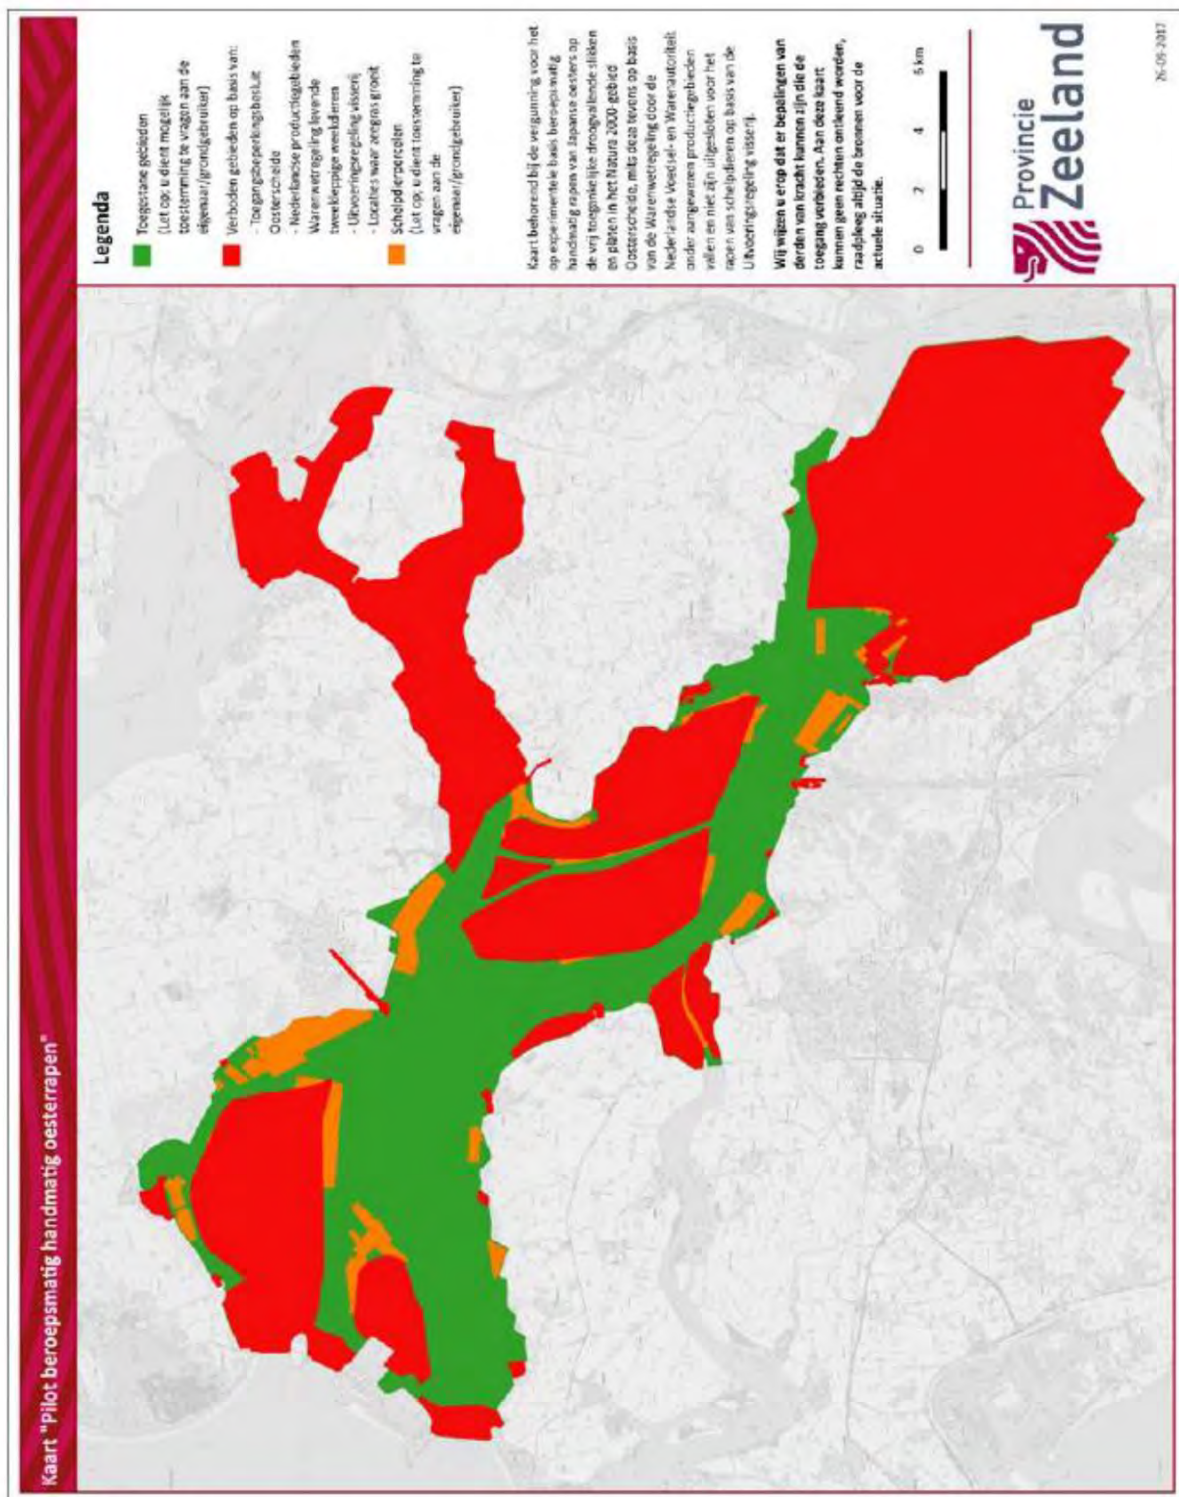 Kaart "Pilot beroepsmatig handmatig oesterrapen"
Legenda
Toegestane gebieden
(Let op, u dient mogelijk
toestemming te vragen aan de
eigenaar/grondgebruiker)
Verboden gebieden op basis van:
- Toegangsbeperkingsbesluit
Oosterschelde
- Nederlandse productiegebieden
Warenwetregeling levende
tweekleppige weekdieren
- Uitvoeringsregeling visserij
- Locaties waar zeegras groeit
Schelpdierpercelen
(Let op, u dient toestemming te
vragen aan de
eigenaar/grondgebruiker)
Kaart behorend bij de vergunning voor het
op experimentele basis beroepsmatig
handmatig rapen van Japanse oesters op
de vrij toegankelijke droogvallende slikken
en platen in het Natura 2000-gebied
Oosterschelde, mits deze tevens op basis
van de Warenwetregeling door de
Nederlandse Voedsel- en Warenautoriteit
onder aangewezen productiegebieden
vallen en niet zijn uitgesloten voor het
rapen van schelpdieren op basis van de
Uitvoeringsregeling visserij.
Wij wijzen u erop dat er bepalingen van
derden van kracht kunnen zijn die de
toegang verbieden. Aan deze kaart
kunnen geen rechten ontleend worden,
raadpleeg altijd de bronnen voor de
actuele situatie.
0 2 4 6 km
Provincie
Zeeland
26-09-2017